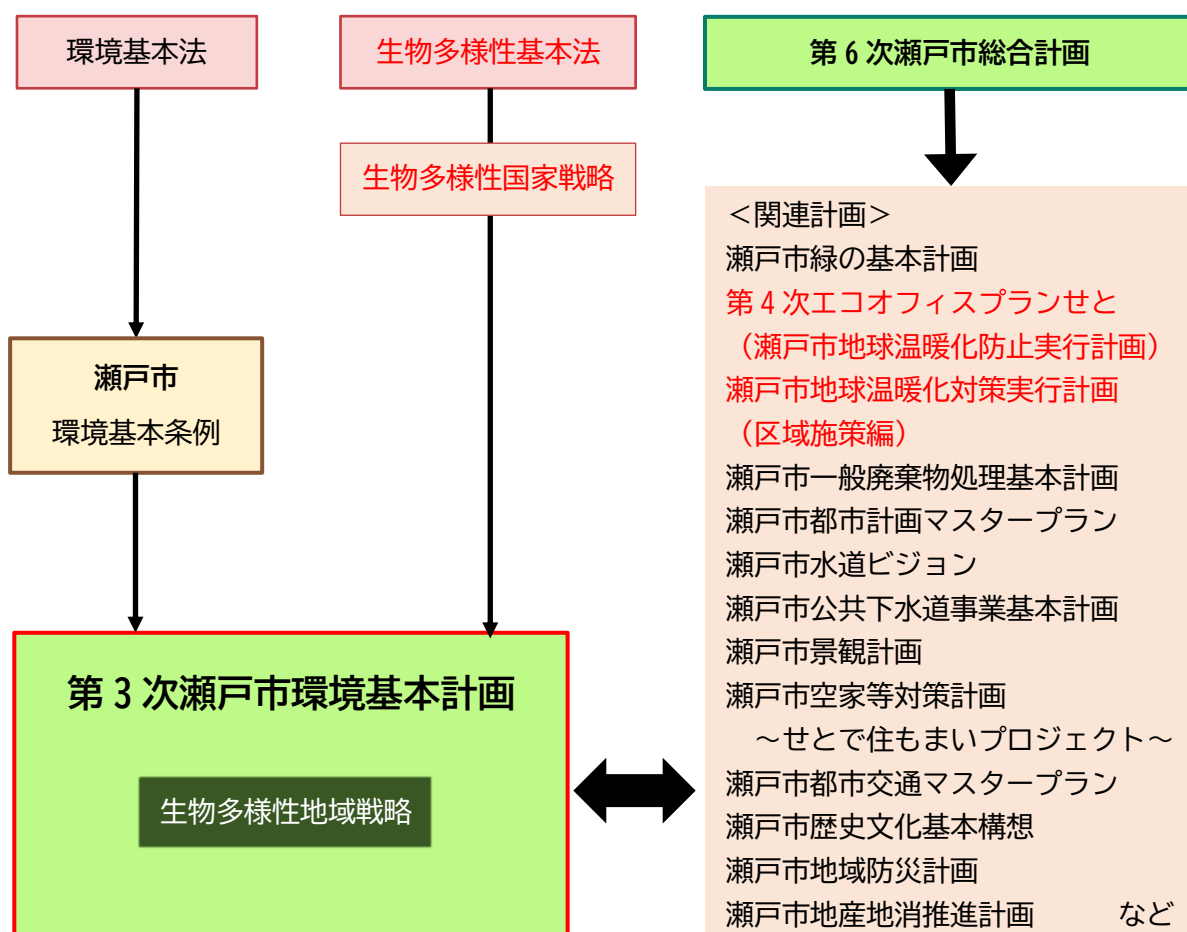 環境基本法
生物多様性基本法
第6次瀬戸市総合計画
生物多様性国家戦略
瀬戸市
環境基本条例
第3次瀬戸市環境基本計画
生物多様性地域戦略
＜関連計画＞
瀬戸市緑の基本計画
第4次エコオフィスプランせと
（瀬戸市地球温暖化防止実行計画）
瀬戸市地球温暖化対策実行計画
（区域施策編）
瀬戸市一般廃棄物処理基本計画
瀬戸市都市計画マスタープラン
瀬戸市水道ビジョン
瀬戸市公共下水道事業基本計画
瀬戸市景観計画
瀬戸市空家等対策計画
～せとで住もまいプロジェクト～
瀬戸市都市交通マスタープラン
瀬戸市歴史文化基本構想
瀬戸市地域防災計画
瀬戸市地産地消推進計画　　　など